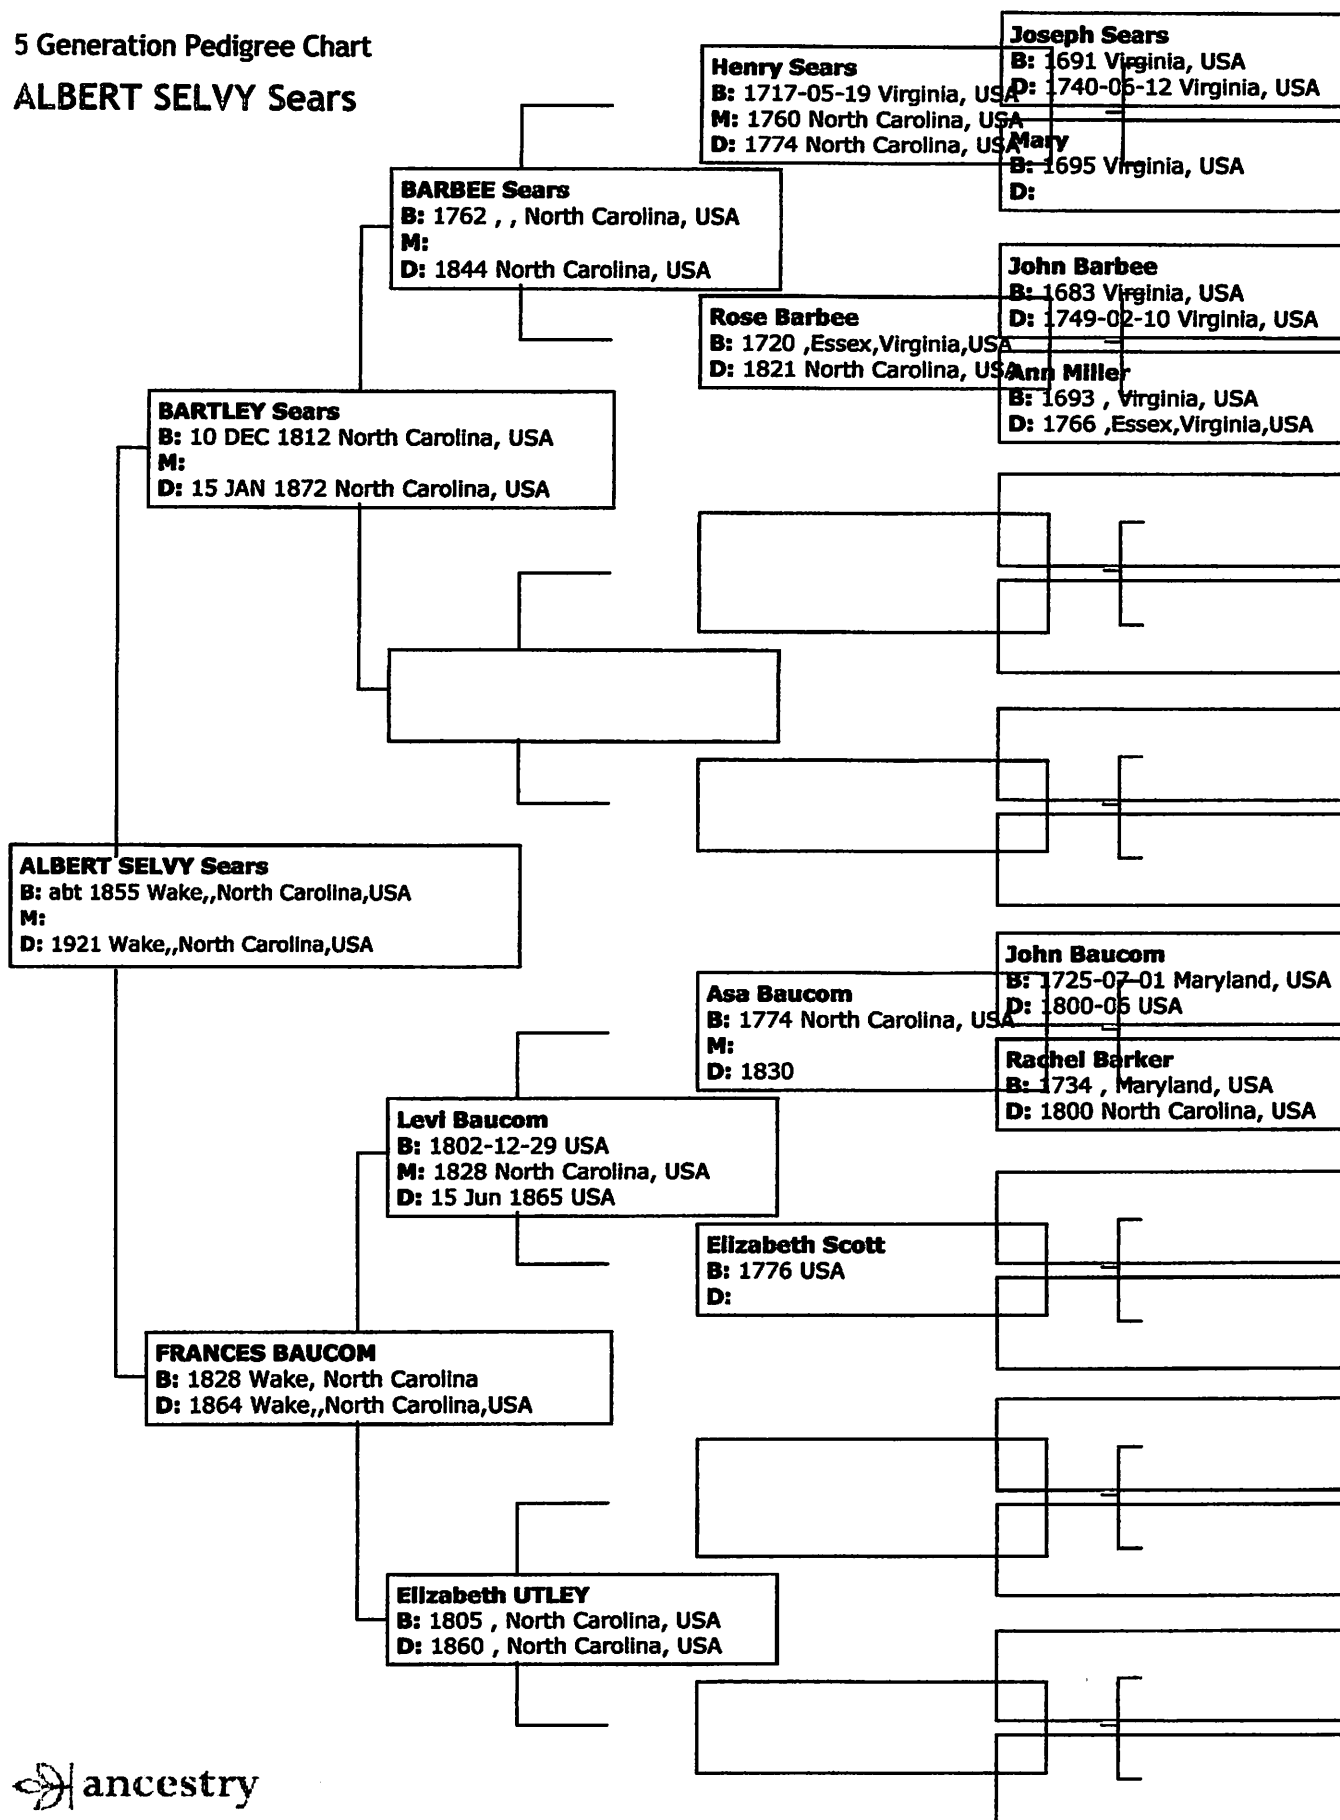 5 Generation Pedigree Chart
ALBERT SELVY Sears
Joseph Sears
B: 1691 Virginia, USA
D: 1740-06-12 Virginia, USA
Henry Sears
B: 1717-05-19 Virginia, USA
M: 1760 North Carolina, USA
D: 1774 North Carolina, USA
Mary
B: 1695 Virginia, USA
D:
BARBEE Sears
B: 1762 , , North Carolina, USA
M:
D: 1844 North Carolina, USA
John Barbee
B: 1683 Virginia, USA
D: 1749-02-10 Virginia, USA
Rose Barbee
B: 1720 ,Essex,Virginia,USA
D: 1821 North Carolina, USA
Ann Miller
B: 1693 , Virginia, USA
D: 1766 ,Essex,Virginia,USA
BARTLEY Sears
B: 10 DEC 1812 North Carolina, USA
M:
D: 15 JAN 1872 North Carolina, USA
ALBERT SELVY Sears
B: abt 1855 Wake,,North Carolina,USA
M:
D: 1921 Wake,,North Carolina,USA
John Baucom
B: 1725-07-01 Maryland, USA
D: 1800-06 USA
Asa Baucom
B: 1774 North Carolina, USA
M:
D: 1830
Rachel Barker
B: 1734 , Maryland, USA
D: 1800 North Carolina, USA
Levi Baucom
B: 1802-12-29 USA
M: 1828 North Carolina, USA
D: 15 Jun 1865 USA
Elizabeth Scott
B: 1776 USA
D:
FRANCES BAUCOM
B: 1828 Wake, North Carolina
D: 1864 Wake,,North Carolina,USA
Elizabeth UTLEY
B: 1805 , North Carolina, USA
D: 1860 , North Carolina, USA
ancestry